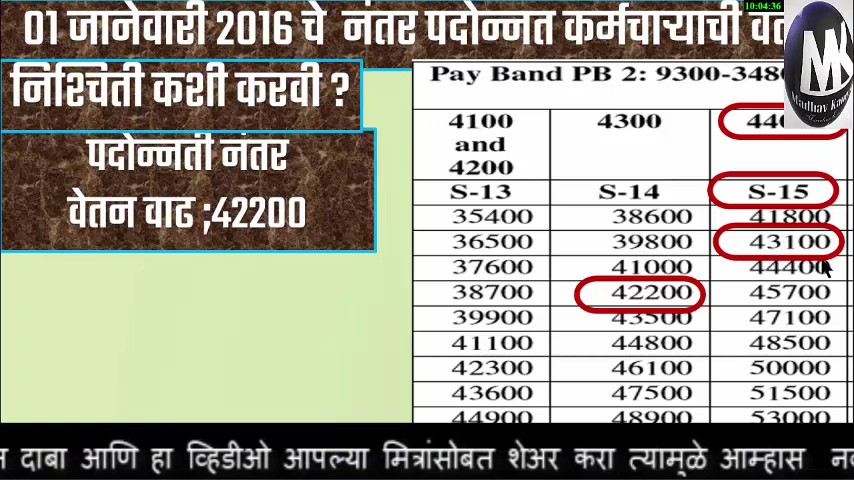 10:04:36
01 जानेवारी 2016 चे नंतर पदोन्नत कर्मचाऱ्याची
निश्चिती कशी करवी ?
पदोन्नती नंतर
वेतन वाढ ;42200
Pay Band PB 2:
4100 and 4200 4300
S-13 S-14 S-15
35400 38600 41800
36500 39800 43100
37600 41000 44400
38700 42200 45700
39900 43500 47100
41100 44800 48500
42300 46100 50000
43600 47500 51500
44900 48900 53000
MK
दाबा आणि हा व्हिडीओ आपल्या मित्रांसोबत शेअर करा त्यामुळे आम्हास